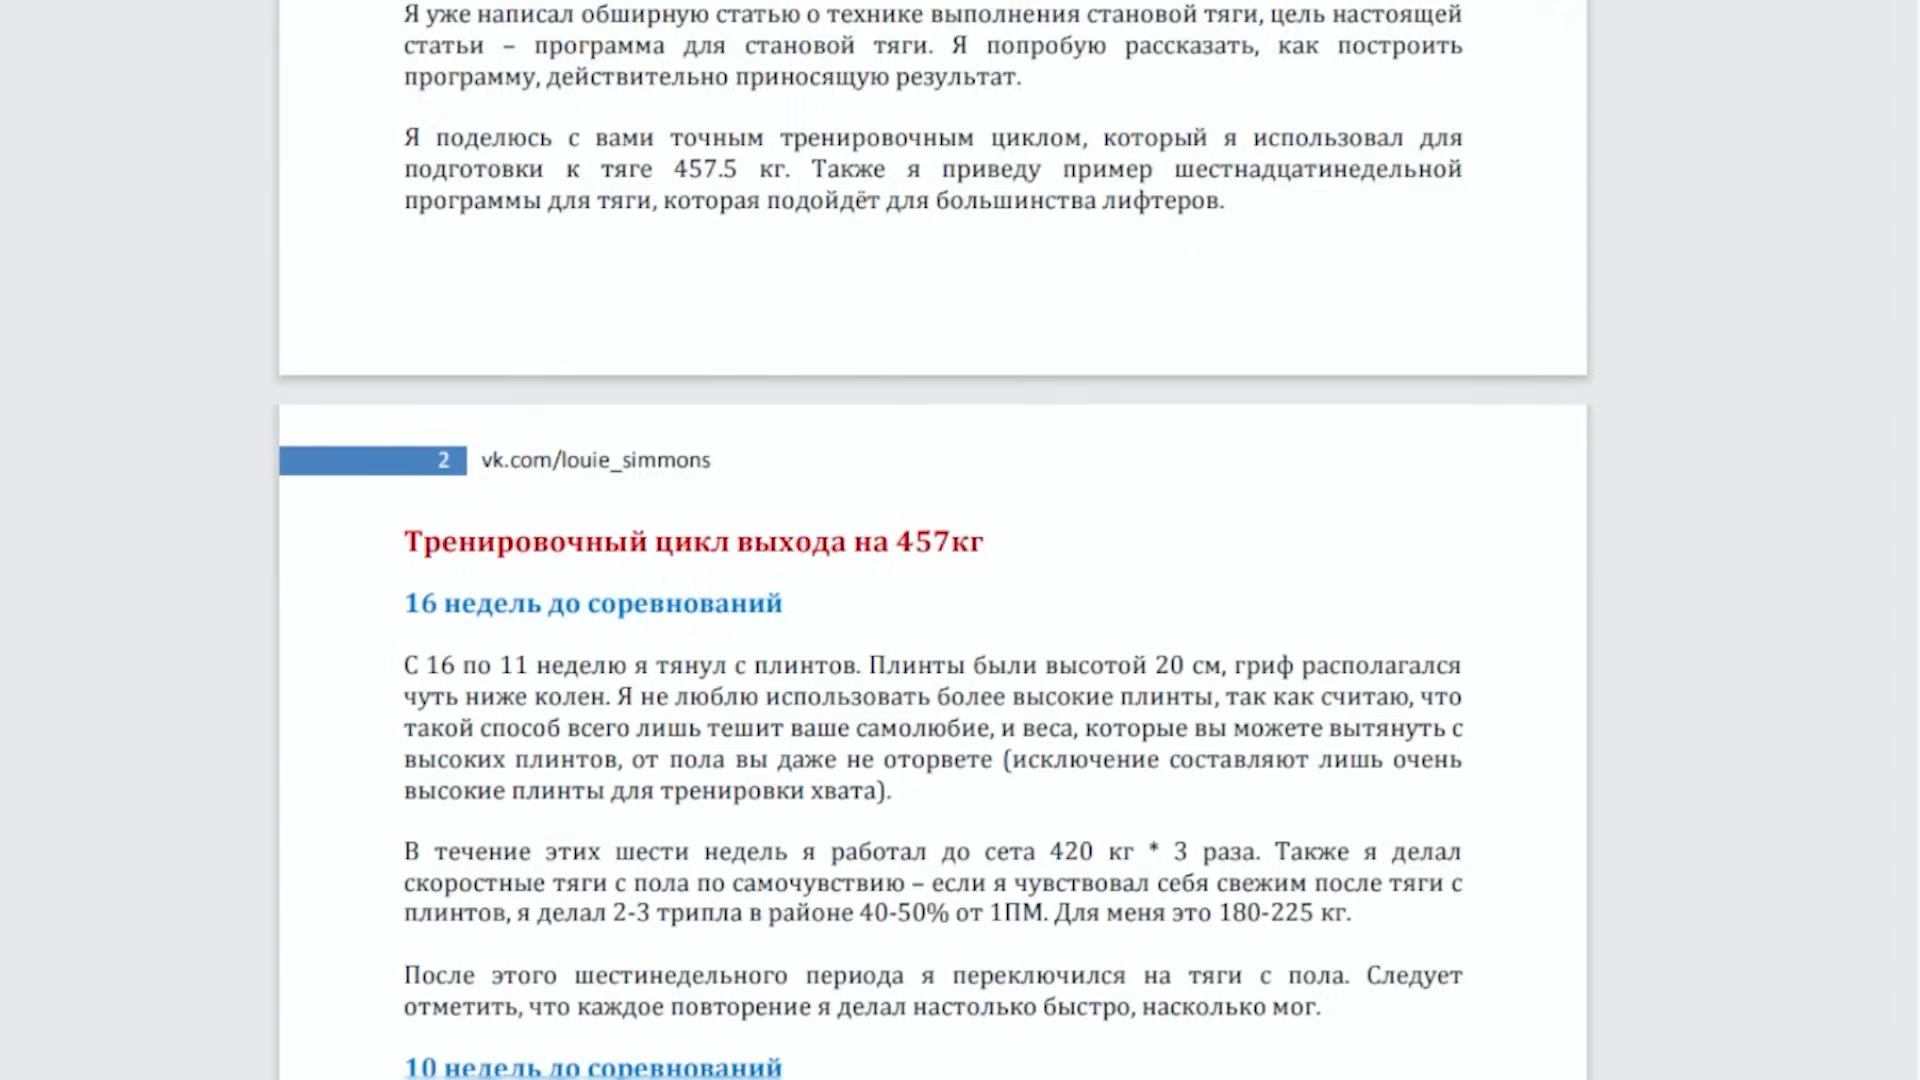 Я уже написал обширную статью о технике выполнения становой тяги, цель настоящей
статьи – программа для становой тяги. Я попробую рассказать, как построить
программу, действительно приносящую результат.
Я поделюсь с вами точным тренировочным циклом, который я использовал для
подготовки к тяге 457.5 кг. Также я приведу пример шестнадцатинедельной
программы для тяги, которая подойдёт для большинства лифтеров.
2 vk.com/louie_simmons
Тренировочный цикл выхода на 457кг
16 недель до соревнований
С 16 по 11 неделю я тянул с плинтов. Плинты были высотой 20 см, гриф располагался
чуть ниже колен. Я не люблю использовать более высокие плинты, так как считаю, что
такой способ всего лишь тешит ваше самолюбие, и веса, которые вы можете вытянуть с
высоких плинтов, от пола вы даже не оторвете (исключение составляют лишь очень
высокие плинты для тренировки хвата).
В течение этих шести недель я работал до сета 420 кг * 3 раза. Также я делал
скоростные тяги с пола по самочувствию – если я чувствовал себя свежим после тяги с
плинтов, я делал 2-3 трипла в районе 40-50% от 1ПМ. Для меня это 180-225 кг.
После этого шестинедельного периода я переключился на тяги с пола. Следует
отметить, что каждое повторение я делал настолько быстро, насколько мог.
10 недель до соревнований